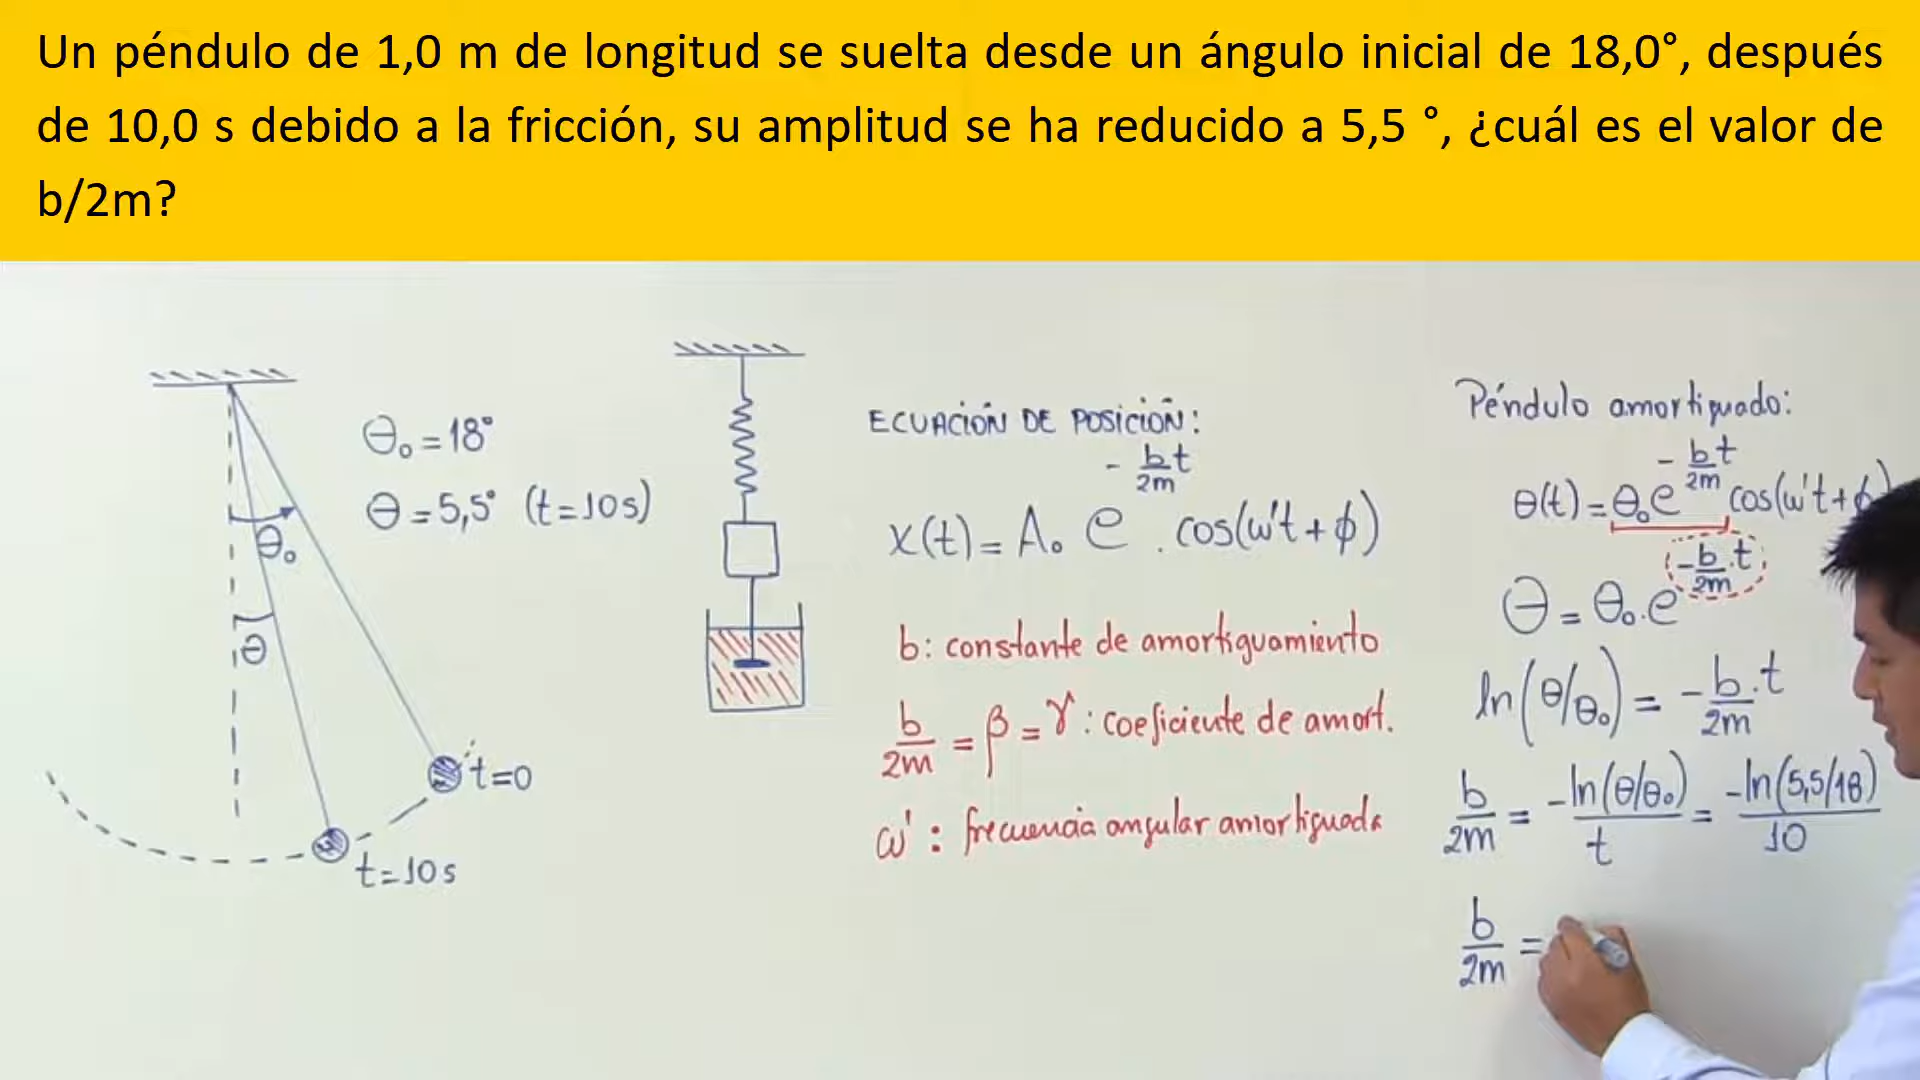 Un péndulo de 1,0 m de longitud se suelta desde un ángulo inicial de 18,0°, después
de 10,0 s debido a la fricción, su amplitud se ha reducido a 5,5 °, ¿cuál es el valor de
b/2m?
θ₀ = 18°
θ = 5,5° (t=10s)
θ₀
θ
t=0
t=10s
ECUACIÓN DE POSICIÓN:
x(t) = A₀ e^(-b/2m t) . cos(ω't + ϕ)
b: constante de amortiguamiento
b/2m = β = γ : coeficiente de amort.
ω' : frecuencia angular amortiguada
Péndulo amortiguado:
θ(t) = θ₀ e^(-b/2m t) cos(ω't + ϕ)
θ = θ₀ . e^(-b/2m . t)
ln(θ/θ₀) = -b/2m . t
b/2m = -ln(θ/θ₀)/t = -ln(5,5/18)/10
b/2m =